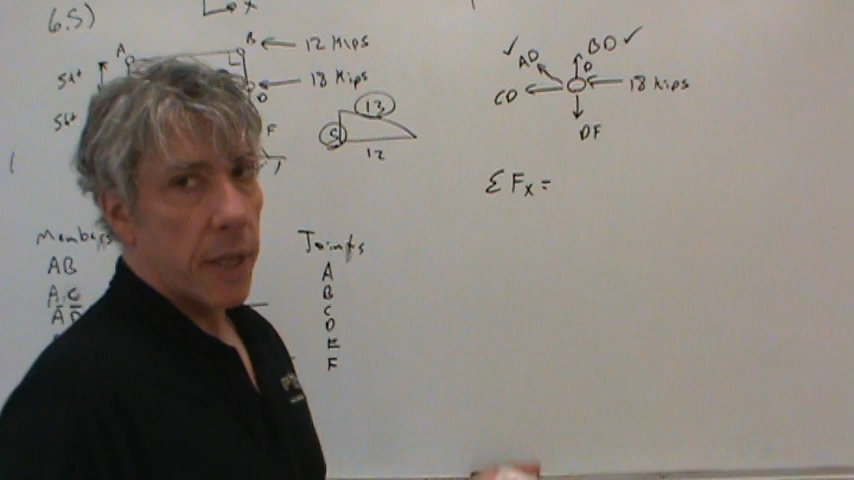 6.5)
x
A
B
12 Kips
5ft
18 Kips
D
5ft
F
13
5
12
Members
AB
AC
AD
Joints
A
B
C
D
E
F
✓ AD
BD ✓
D
CD
18 Kips
DF
ΣFx =